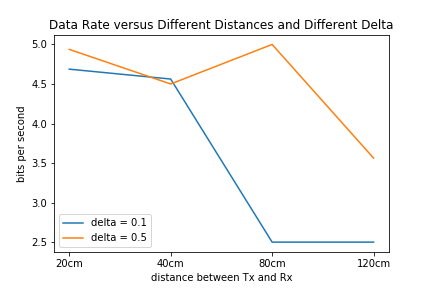 Data Rate versus Different Distances and Different Delta
bits per second
5.0
4.5
4.0
3.5
3.0
2.5
delta = 0.1
delta = 0.5
20cm 40cm 80cm 120cm
distance between Tx and Rx